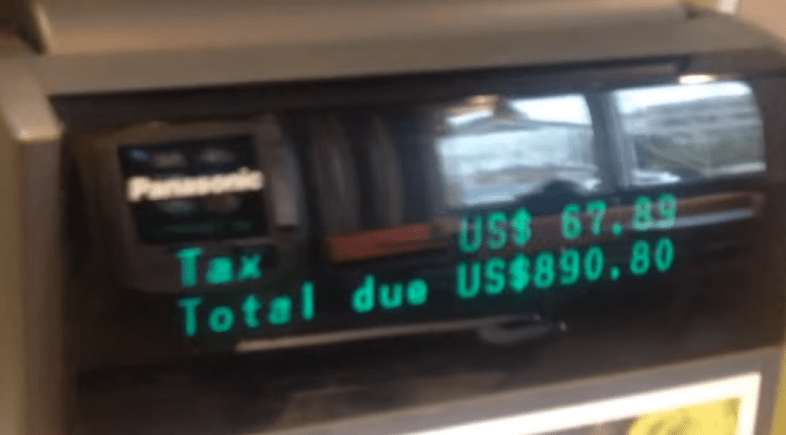 Panasonic
Tax US$ 67.89
Total due US$890.80